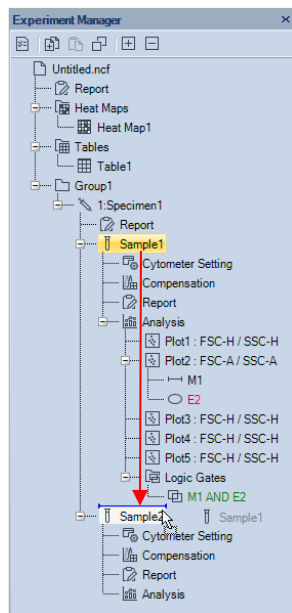 Experiment Manager ×
Untitled.ncf
Report
Heat Maps
Heat Map1
Tables
Table1
Group1
1:Specimen1
Report
Sample1
Cytometer Setting
Compensation
Report
Analysis
Plot1 : FSC-H / SSC-H
Plot2 : FSC-A / SSC-A
M1
E2
Plot3 : FSC-H / SSC-H
Plot4 : FSC-H / SSC-H
Plot5 : FSC-H / SSC-H
Logic Gates
M1 AND E2
Sample2 Sample1
Cytometer Setting
Compensation
Report
Analysis